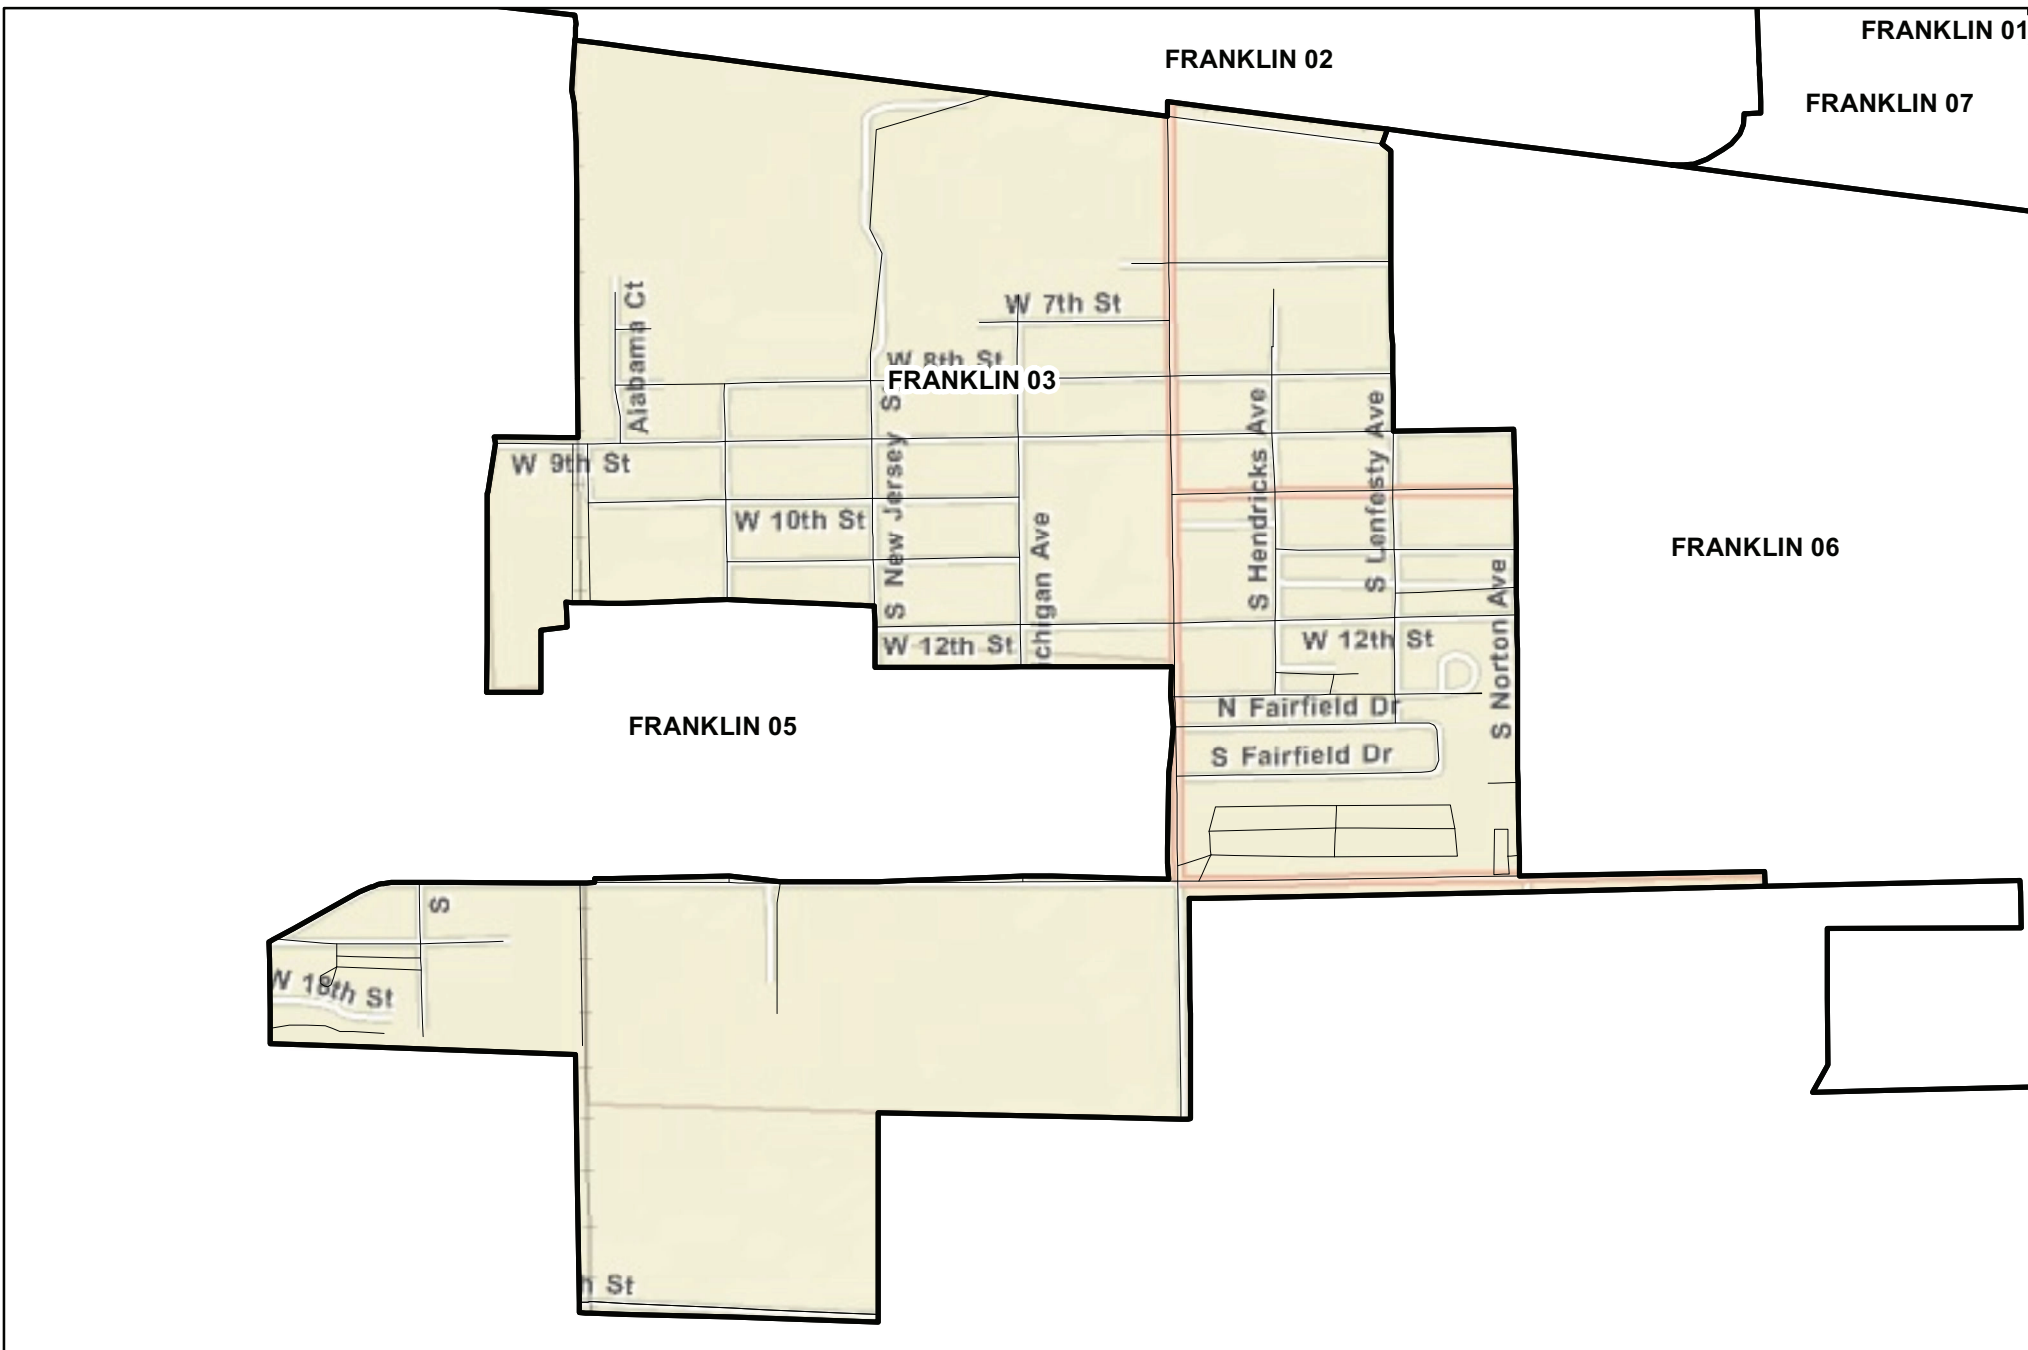 FRANKLIN 01
FRANKLIN 02
FRANKLIN 07
Alabama Ct
W 7th St
W 8th St
FRANKLIN 03
S New Jersey S
S Hendricks Ave
S Lenfesty Ave
W 9th St
W 10th St
chigan Ave
FRANKLIN 06
S Norton Ave
W 12th St
W 12th St
N Fairfield Dr
FRANKLIN 05
S Fairfield Dr
S
W 18th St
h St